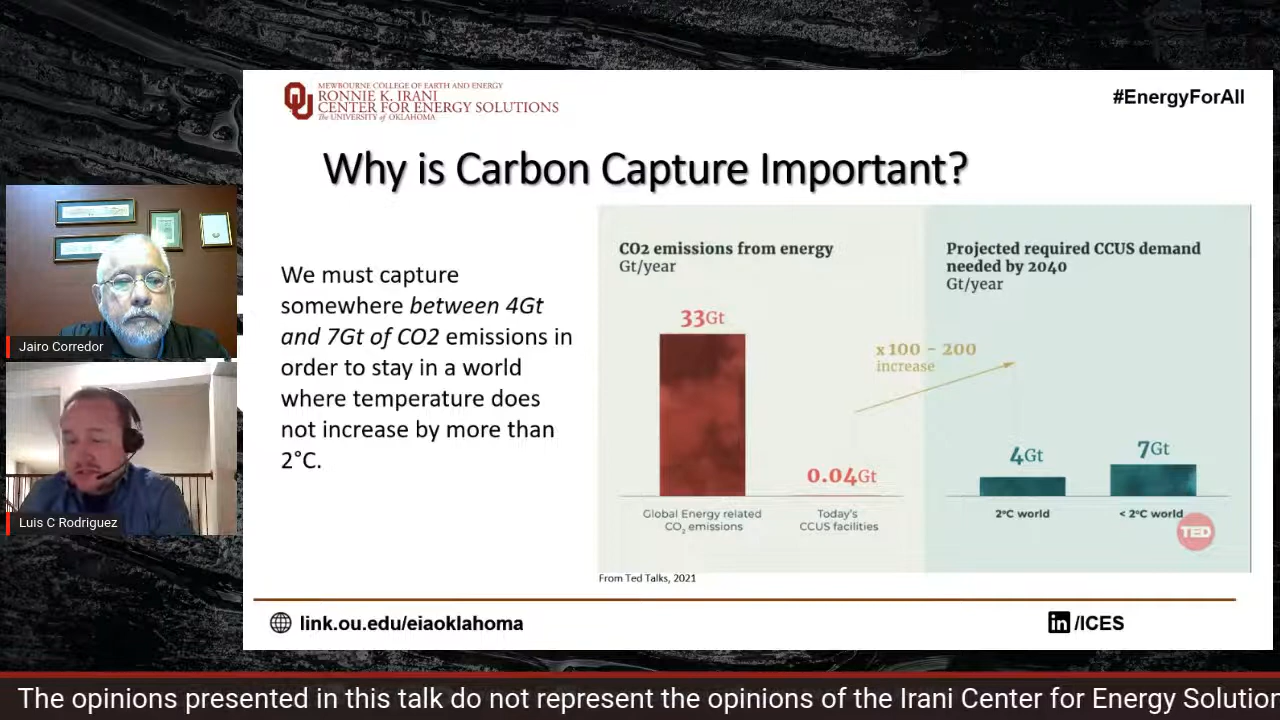 MEWBOURNE COLLEGE OF EARTH AND ENERGY
RONNIE K. IRANI
CENTER FOR ENERGY SOLUTIONS
The UNIVERSITY of OKLAHOMA
#EnergyForAll
Why is Carbon Capture Important?
We must capture
somewhere between 4Gt
and 7Gt of CO2 emissions in
order to stay in a world
where temperature does
not increase by more than
2°C.
CO2 emissions from energy
Gt/year
33Gt
0.04Gt
Global Energy related
CO₂ emissions
Today's
CCUS facilities
x 100 – 200
increase
Projected required CCUS demand
needed by 2040
Gt/year
4Gt
7Gt
2°C world
< 2°C world
TED
From Ted Talks, 2021
Jairo Corredor
Luis C Rodriguez
link.ou.edu/eiaoklahoma
in /ICES
The opinions presented in this talk do not represent the opinions of the Irani Center for Energy Solution